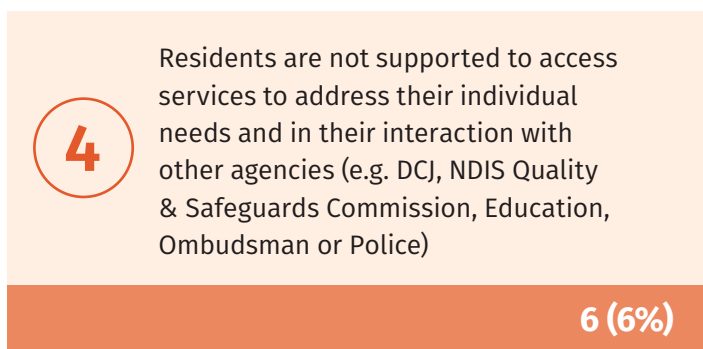 4
Residents are not supported to access
services to address their individual
needs and in their interaction with
other agencies (e.g. DCJ, NDIS Quality
& Safeguards Commission, Education,
Ombudsman or Police)
6 (6%)